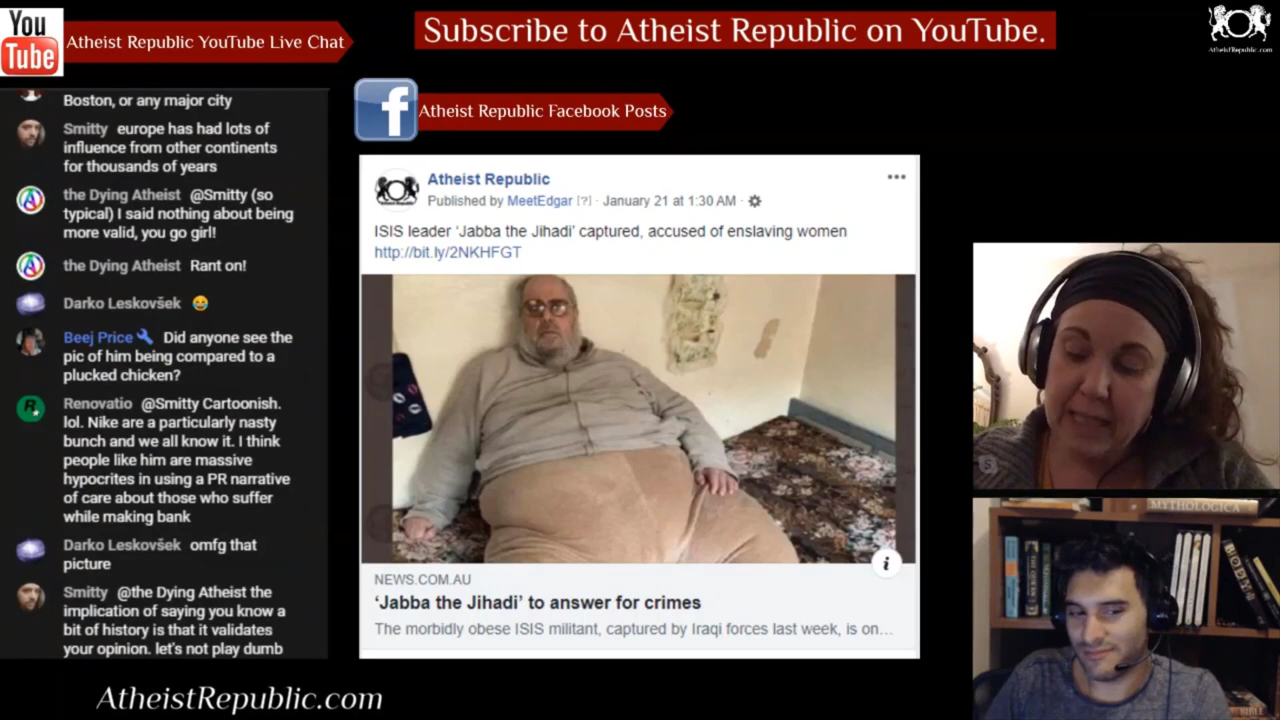 You
Tube
Atheist Republic YouTube Live Chat
Subscribe to Atheist Republic on YouTube.
AtheistRepublic.com
Boston, or any major city
Smitty europe has had lots of
influence from other continents
for thousands of years
the Dying Atheist @Smitty (so
typical) I said nothing about being
more valid, you go girl!
the Dying Atheist Rant on!
Darko Leskovšek 😂
Beej Price Did anyone see the
pic of him being compared to a
plucked chicken?
Renovatio @Smitty Cartoonish.
lol. Nike are a particularly nasty
bunch and we all know it. I think
people like him are massive
hypocrites in using a PR narrative
of care about those who suffer
while making bank
Darko Leskovšek omfg that
picture
Smitty @the Dying Atheist the
implication of saying you know a
bit of history is that it validates
your opinion. let's not play dumb
f
Atheist Republic Facebook Posts
Atheist Republic
Published by MeetEdgar [?] · January 21 at 1:30 AM ·
ISIS leader ‘Jabba the Jihadi’ captured, accused of enslaving women
http://bit.ly/2NKHFGT
i
NEWS.COM.AU
‘Jabba the Jihadi’ to answer for crimes
The morbidly obese ISIS militant, captured by Iraqi forces last week, is on...
S
MYTHOLOGICA
BIBLE
AtheistRepublic.com